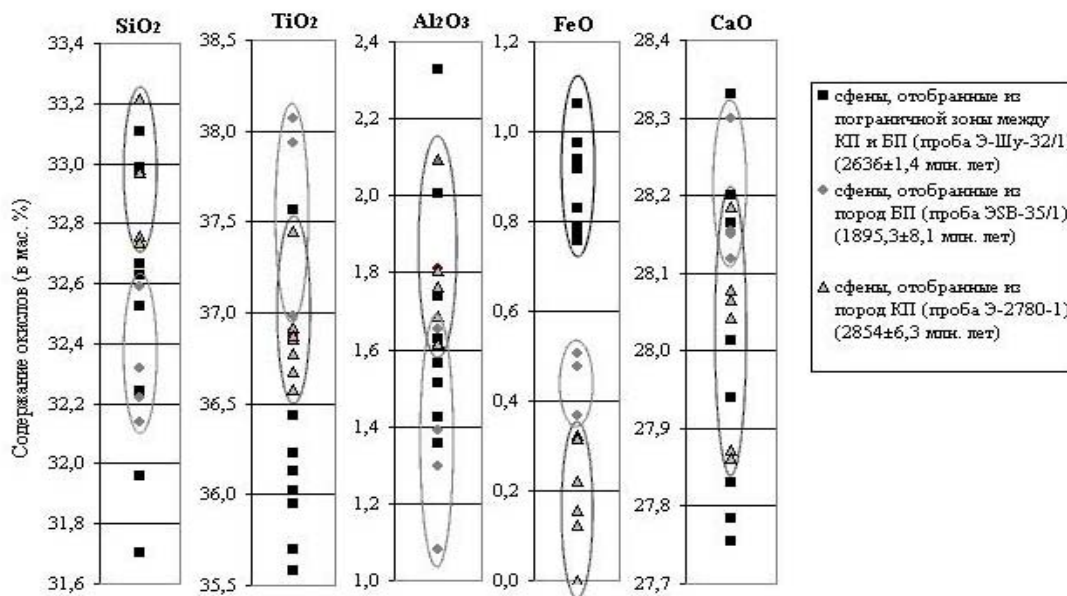 SiO2
TiO2
Al2O3
FeO
CaO
Содержание окислов (в мас. %)
33,4
33,2
33,0
32,8
32,6
32,4
32,2
32,0
31,8
31,6
38,5
38,0
37,5
37,0
36,5
36,0
35,5
2,4
2,2
2,0
1,8
1,6
1,4
1,2
1,0
1,2
1,0
0,8
0,6
0,4
0,2
0,0
28,4
28,3
28,2
28,1
28,0
27,9
27,8
27,7
сфены, отобранные из
пограничной зоны между
КП и БП (проба Э-Шу-32/1)
(2636±1,4 млн. лет)
сфены, отобранные из
пород БП (проба ЭSB-35/1)
(1895,3±8,1 млн. лет)
сфены, отобранные из
пород КП (проба Э-2780-1)
(2854±6,3 млн. лет)